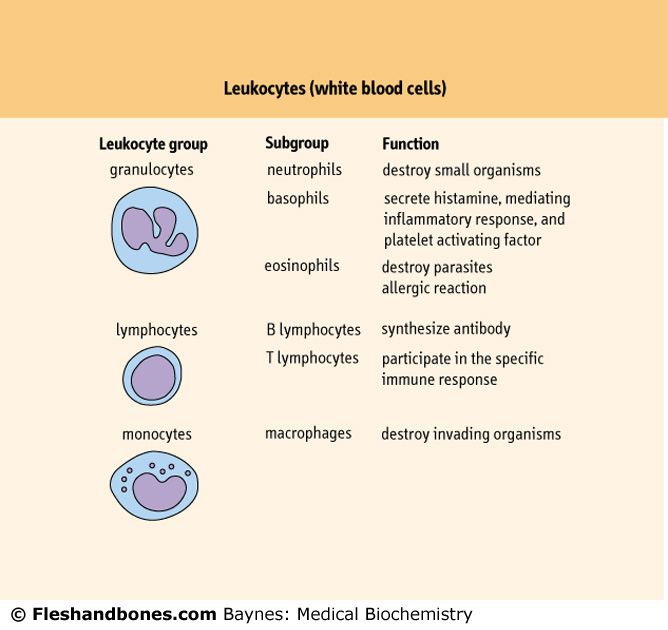 Leukocytes (white blood cells)
Leukocyte group Subgroup Function
granulocytes neutrophils destroy small organisms
basophils secrete histamine, mediating
inflammatory response, and
platelet activating factor
eosinophils destroy parasites
allergic reaction
lymphocytes B lymphocytes synthesize antibody
T lymphocytes participate in the specific
immune response
monocytes macrophages destroy invading organisms
© Fleshandbones.com Baynes: Medical Biochemistry